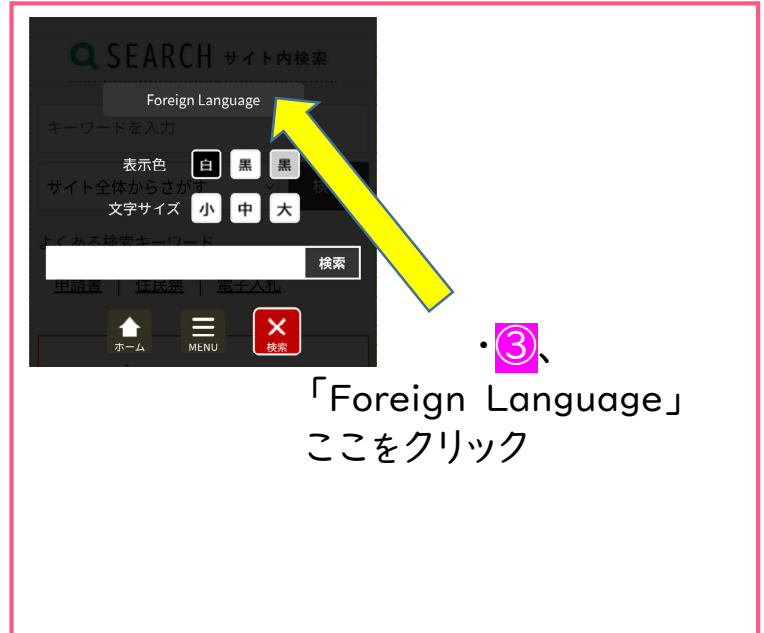 SEARCH サイト内検索
Foreign Language
キーワードを入力
表示色 白 黒 黒
サイト全体からさがす 検
文字サイズ 小 中 大
よくある検索キーワード
検索
申請書 | 住民票 | 電子入札
ホーム MENU 検索
・③、
「Foreign Language」
ここをクリック